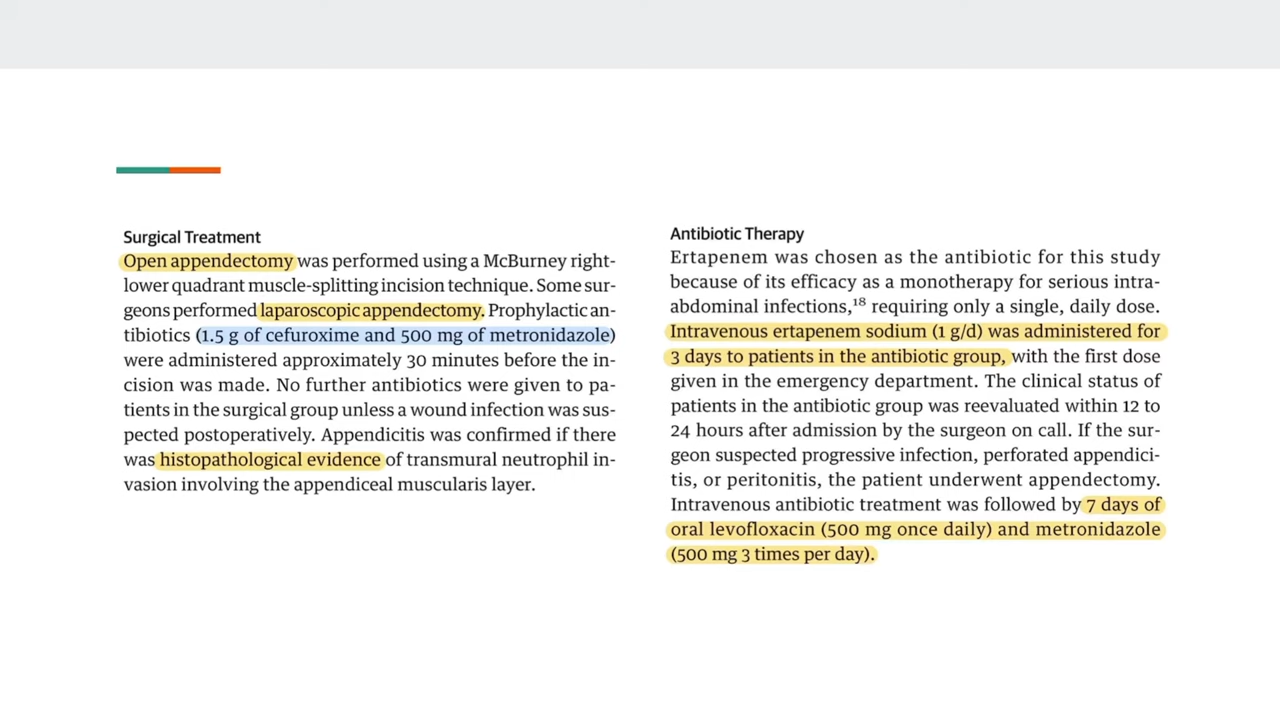 Surgical Treatment
Open appendectomy was performed using a McBurney right-
lower quadrant muscle-splitting incision technique. Some sur-
geons performed laparoscopic appendectomy. Prophylactic an-
tibiotics (1.5 g of cefuroxime and 500 mg of metronidazole)
were administered approximately 30 minutes before the in-
cision was made. No further antibiotics were given to pa-
tients in the surgical group unless a wound infection was sus-
pected postoperatively. Appendicitis was confirmed if there
was histopathological evidence of transmural neutrophil in-
vasion involving the appendiceal muscularis layer.
Antibiotic Therapy
Ertapenem was chosen as the antibiotic for this study
because of its efficacy as a monotherapy for serious intra-
abdominal infections,¹⁸ requiring only a single, daily dose.
Intravenous ertapenem sodium (1 g/d) was administered for
3 days to patients in the antibiotic group, with the first dose
given in the emergency department. The clinical status of
patients in the antibiotic group was reevaluated within 12 to
24 hours after admission by the surgeon on call. If the sur-
geon suspected progressive infection, perforated appendici-
tis, or peritonitis, the patient underwent appendectomy.
Intravenous antibiotic treatment was followed by 7 days of
oral levofloxacin (500 mg once daily) and metronidazole
(500 mg 3 times per day).